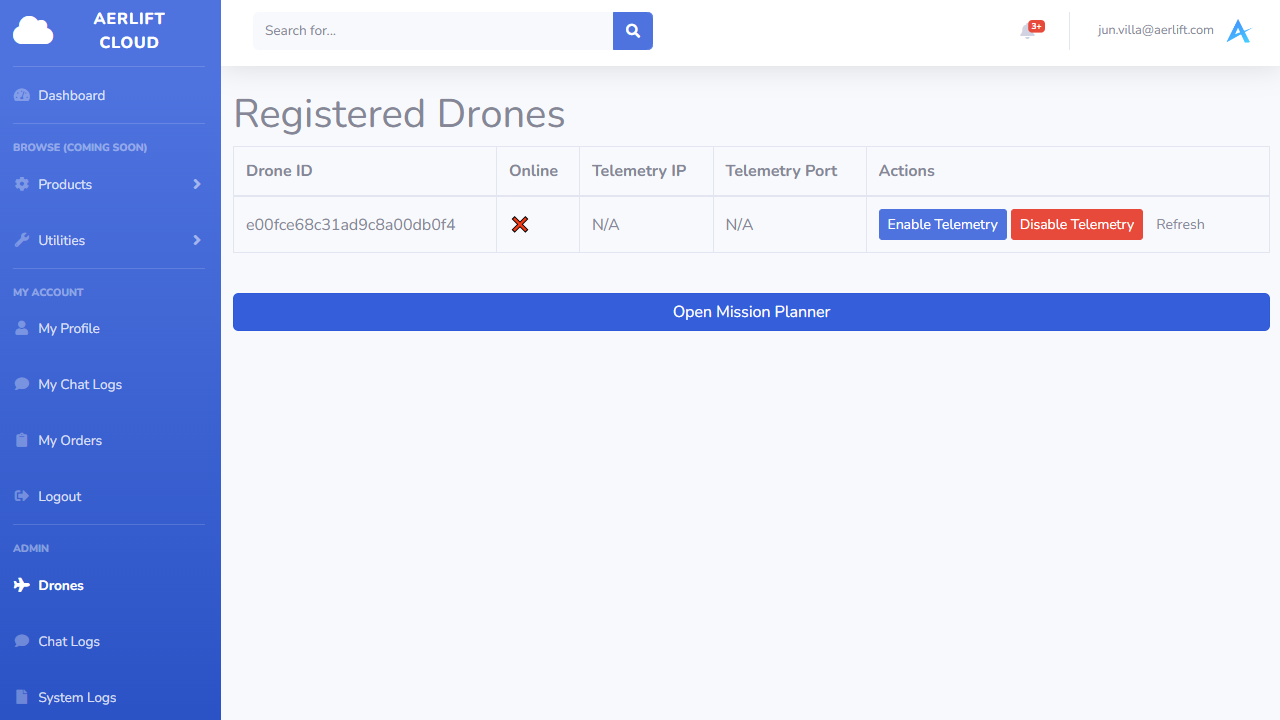 AERLIFT
CLOUD
Search for...
3+
jun.villa@aerlift.com
Dashboard
BROWSE (COMING SOON)
Products
Utilities
MY ACCOUNT
My Profile
My Chat Logs
My Orders
Logout
ADMIN
Drones
Chat Logs
System Logs
Registered Drones
Drone ID Online Telemetry IP Telemetry Port Actions
e00fce68c31ad9c8a00db0f4 N/A N/A Enable Telemetry Disable Telemetry Refresh
Open Mission Planner